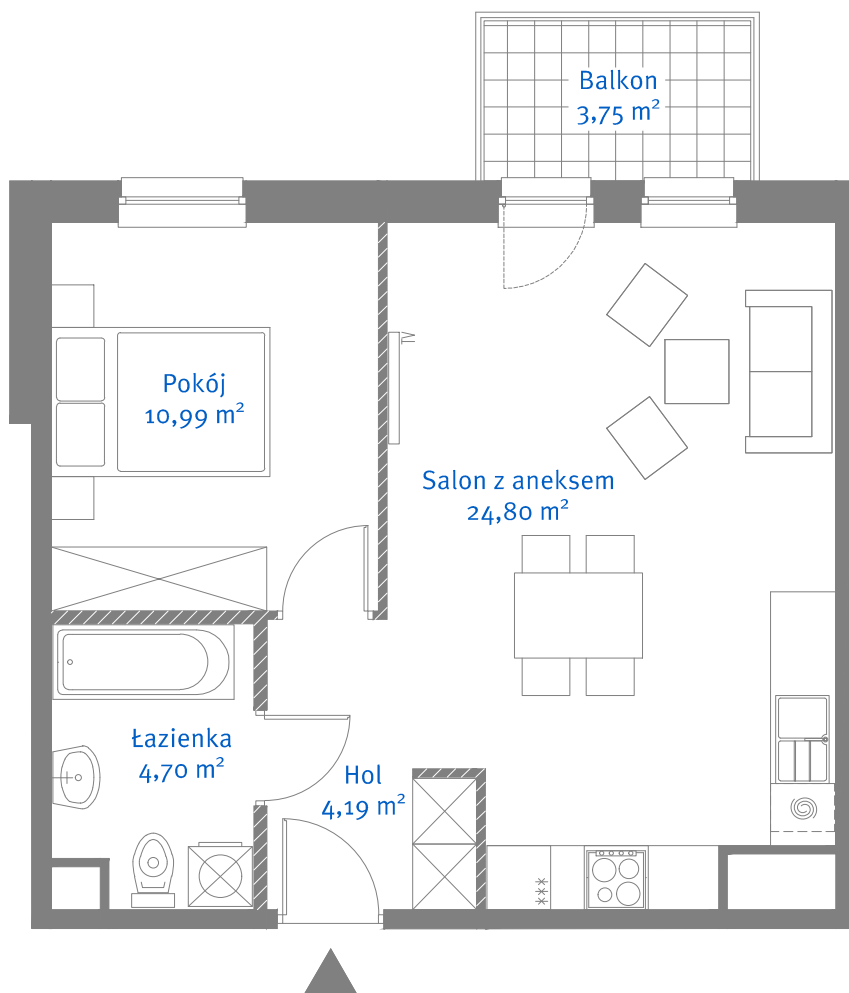 Balkon
3,75 m²
Pokój
10,99 m²
Salon z aneksem
24,80 m²
Łazienka
4,70 m²
Hol
4,19 m²